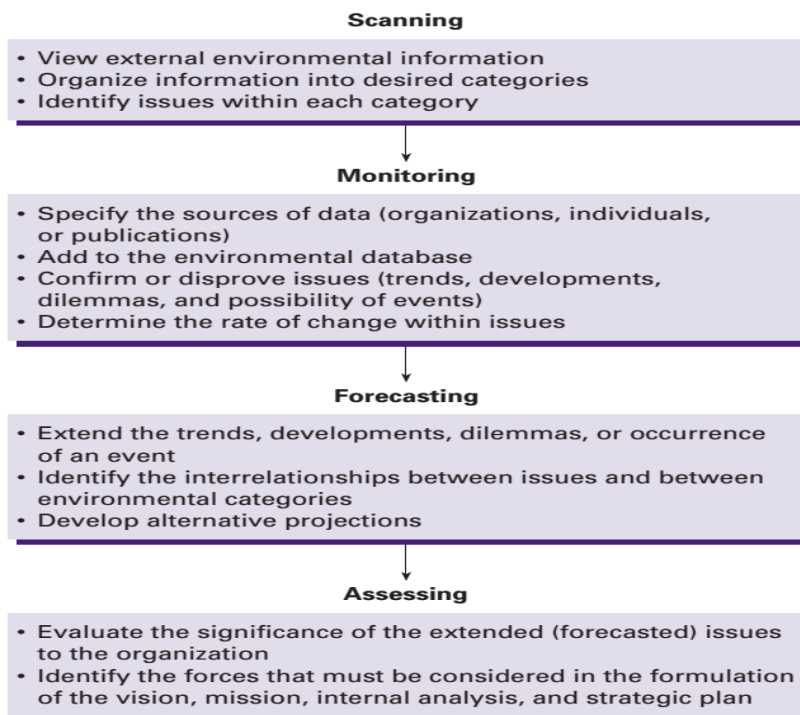 Scanning
• View external environmental information
• Organize information into desired categories
• Identify issues within each category
Monitoring
• Specify the sources of data (organizations, individuals,
or publications)
• Add to the environmental database
• Confirm or disprove issues (trends, developments,
dilemmas, and possibility of events)
• Determine the rate of change within issues
Forecasting
• Extend the trends, developments, dilemmas, or occurrence
of an event
• Identify the interrelationships between issues and between
environmental categories
• Develop alternative projections
Assessing
• Evaluate the significance of the extended (forecasted) issues
to the organization
• Identify the forces that must be considered in the formulation
of the vision, mission, internal analysis, and strategic plan